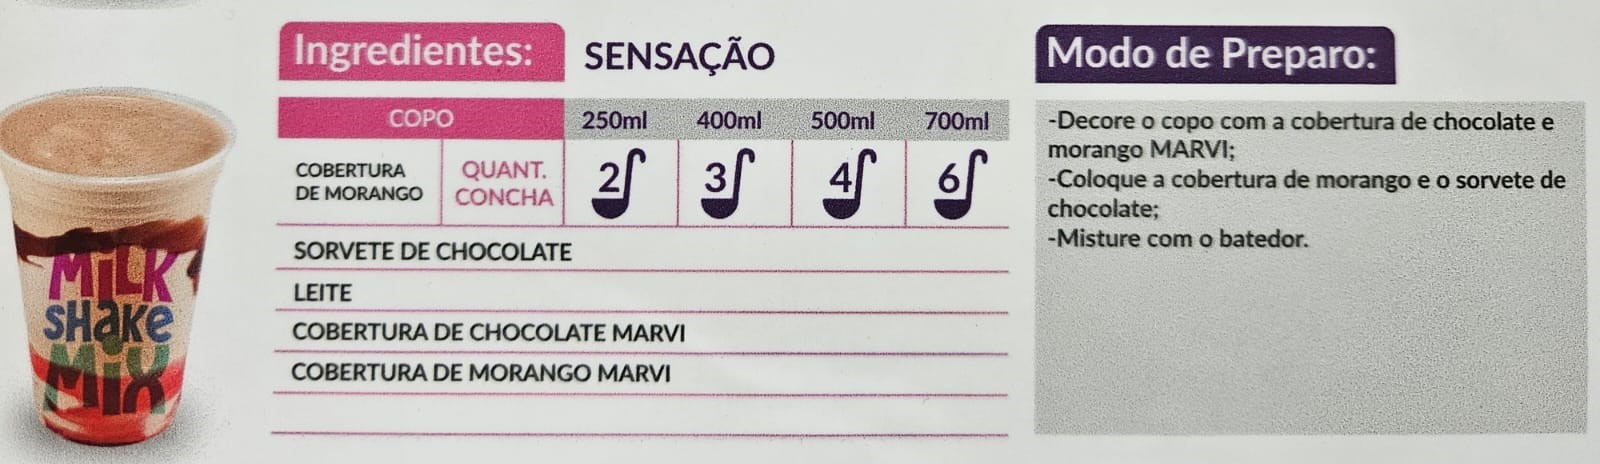 Ingredientes: SENSAÇÃO
COPO 250ml 400ml 500ml 700ml
COBERTURA DE MORANGO QUANT. CONCHA 2 3 4 6
SORVETE DE CHOCOLATE
LEITE
COBERTURA DE CHOCOLATE MARVI
COBERTURA DE MORANGO MARVI
Modo de Preparo:
-Decore o copo com a cobertura de chocolate e
morango MARVI;
-Coloque a cobertura de morango e o sorvete de
chocolate;
-Misture com o batedor.
MiLK
sHake
MiX